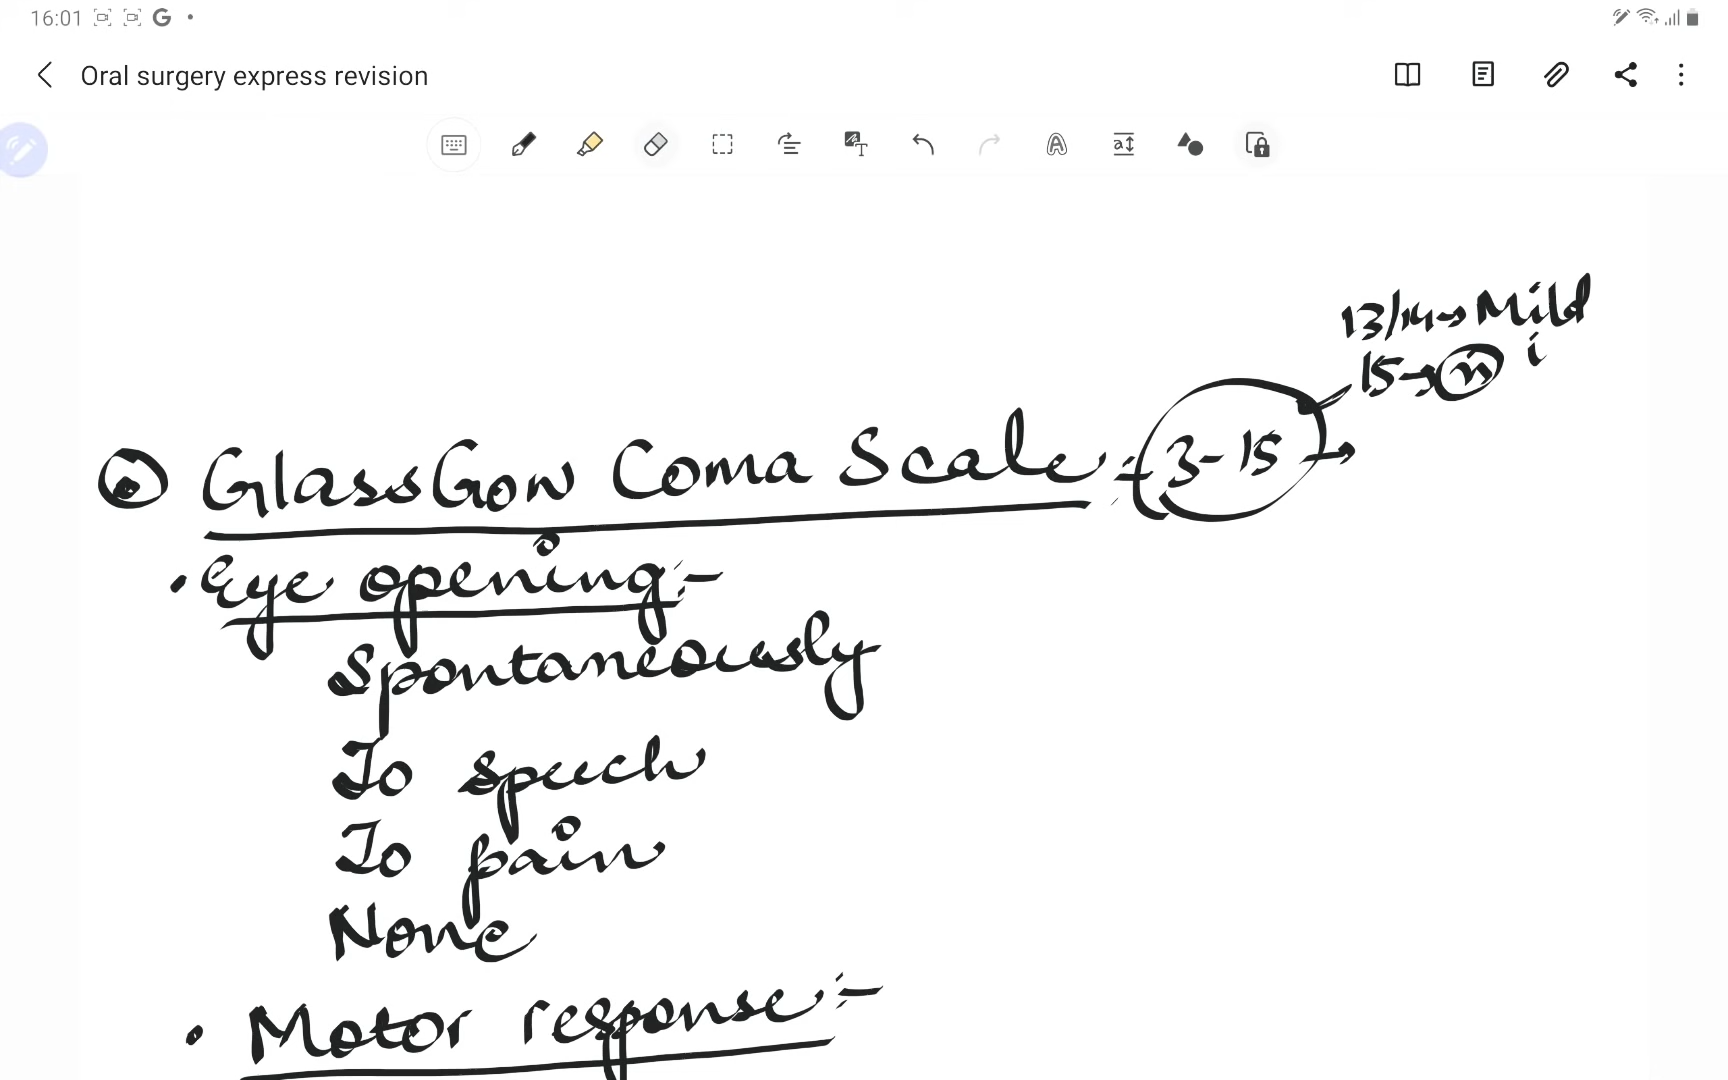 16:01 G
Oral surgery express revision
13/14→ Mild
15→ n i
GlassGow Coma Scale :- (3-15) →
• Eye opening :-
Spontaneously
To speech
To pain
None
• Motor response :-